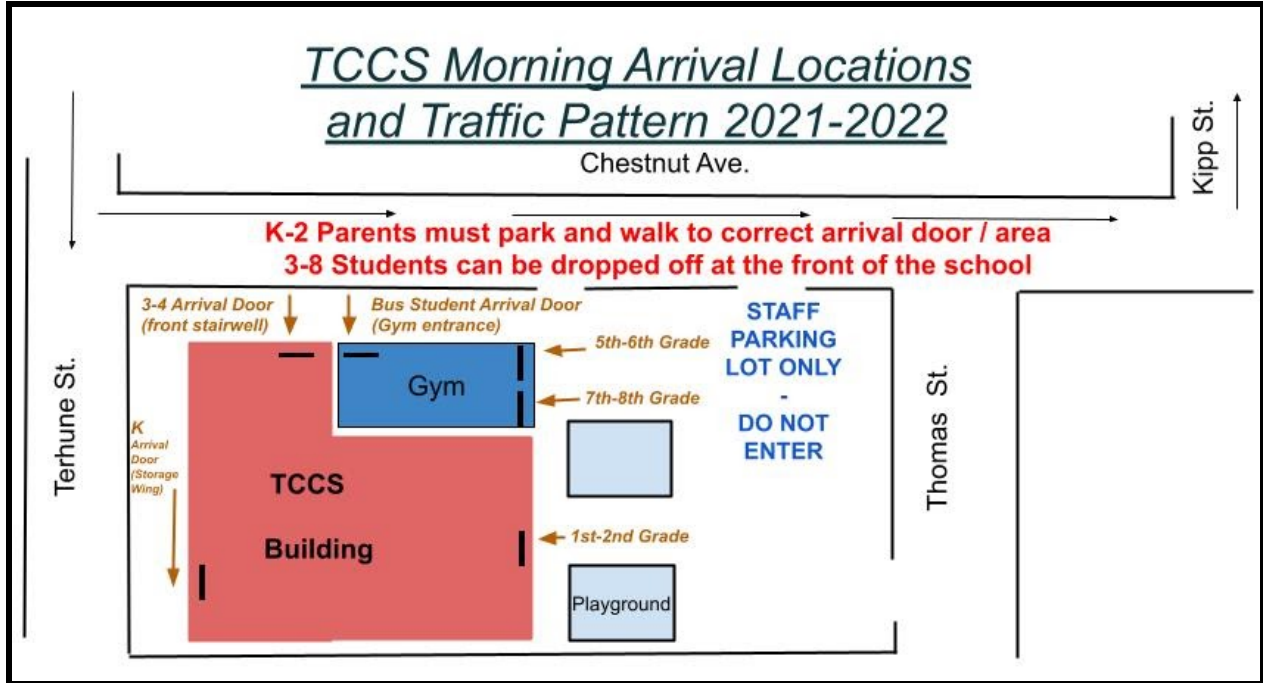 TCCS Morning Arrival Locations
and Traffic Pattern 2021-2022
Chestnut Ave.
Kipp St.
K-2 Parents must park and walk to correct arrival door / area
3-8 Students can be dropped off at the front of the school
3-4 Arrival Door
(front stairwell)
Bus Student Arrival Door
(Gym entrance)
5th-6th Grade
7th-8th Grade
Gym
STAFF
PARKING
LOT ONLY
-
DO NOT
ENTER
Terhune St.
K
Arrival
Door
(Storage
Wing)
TCCS
Building
1st-2nd Grade
Playground
Thomas St.